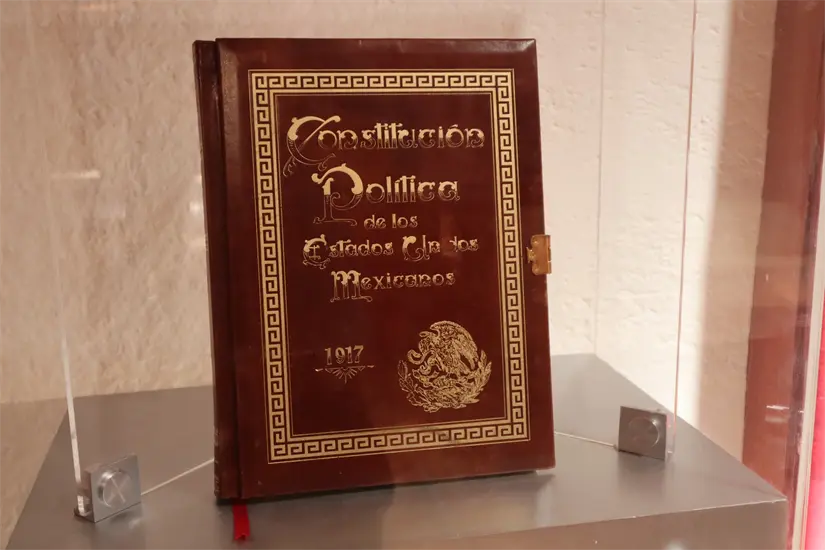 Constitución
Política
de los
Estados Unidos
Mexicanos
1917